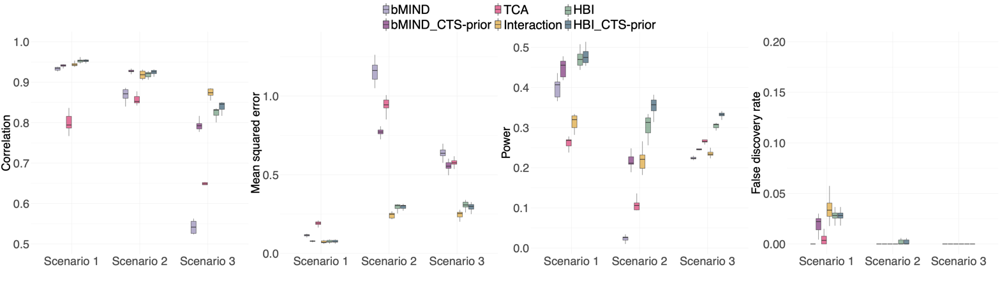 bMIND TCA HBI
bMIND_CTS-prior Interaction HBI_CTS-prior
Correlation
1.0
0.9
0.8
0.7
0.6
0.5
Scenario 1 Scenario 2 Scenario 3
Mean squared error
1.0
0.5
0.0
Scenario 1 Scenario 2 Scenario 3
Power
0.5
0.4
0.3
0.2
0.1
0.0
Scenario 1 Scenario 2 Scenario 3
False discovery rate
0.20
0.15
0.10
0.05
0.00
Scenario 1 Scenario 2 Scenario 3